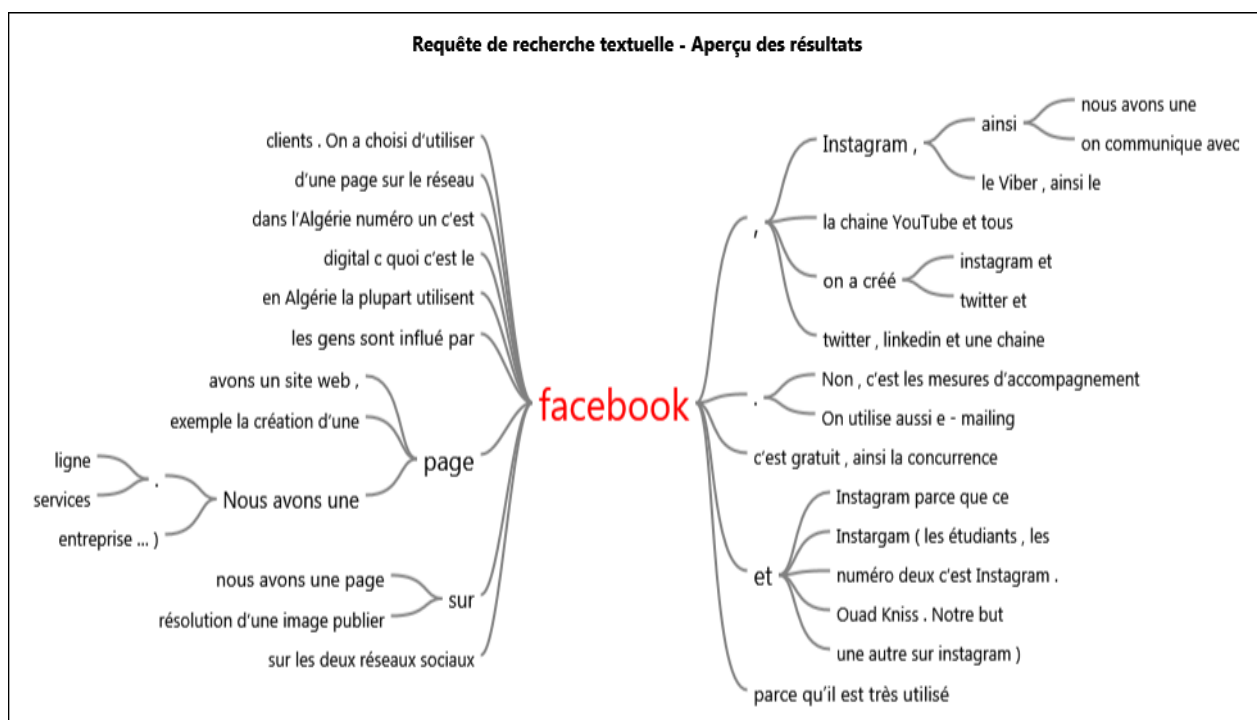 Requête de recherche textuelle - Aperçu des résultats
clients . On a choisi d'utiliser
d'une page sur le réseau
dans l'Algérie numéro un c'est
digital c quoi c'est le
en Algérie la plupart utilisent
les gens sont influé par
avons un site web ,
exemple la création d'une
page
ligne
.
services
Nous avons une
entreprise ... )
nous avons une page
sur
résolution d'une image publier
sur les deux réseaux sociaux
facebook
,
Instagram ,
ainsi
nous avons une
on communique avec
le Viber , ainsi le
la chaine YouTube et tous
on a créé
instagram et
twitter et
twitter , linkedin et une chaine
.
Non , c'est les mesures d'accompagnement
On utilise aussi e - mailing
c'est gratuit , ainsi la concurrence
et
Instagram parce que ce
Instargam ( les étudiants , les
numéro deux c'est Instagram .
Ouad Kniss . Notre but
une autre sur instagram )
parce qu'il est très utilisé